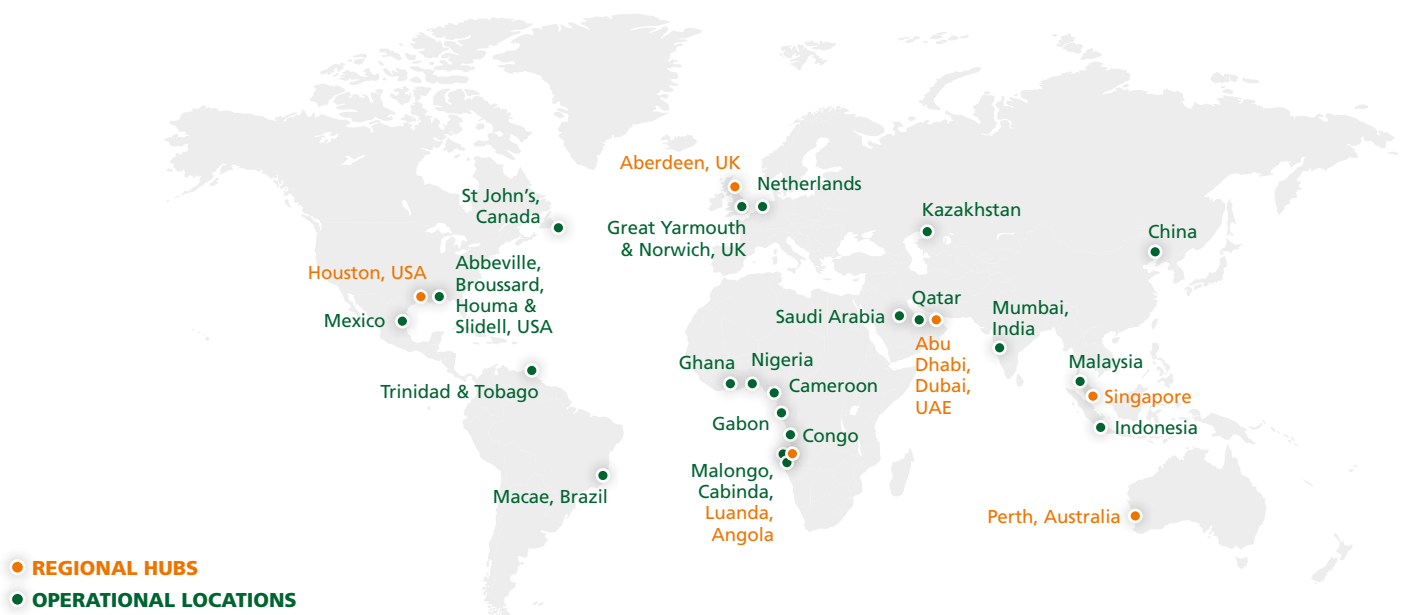 Aberdeen, UK
Netherlands
St John’s,
Canada
Great Yarmouth
& Norwich, UK
Kazakhstan
China
Houston, USA
Abbeville,
Broussard,
Houma &
Slidell, USA
Mexico
Saudi Arabia
Qatar
Abu
Dhabi,
Dubai,
UAE
Mumbai,
India
Trinidad & Tobago
Ghana
Nigeria
Cameroon
Gabon
Congo
Malaysia
Singapore
Indonesia
Macae, Brazil
Malongo,
Cabinda,
Luanda,
Angola
Perth, Australia
REGIONAL HUBS
OPERATIONAL LOCATIONS